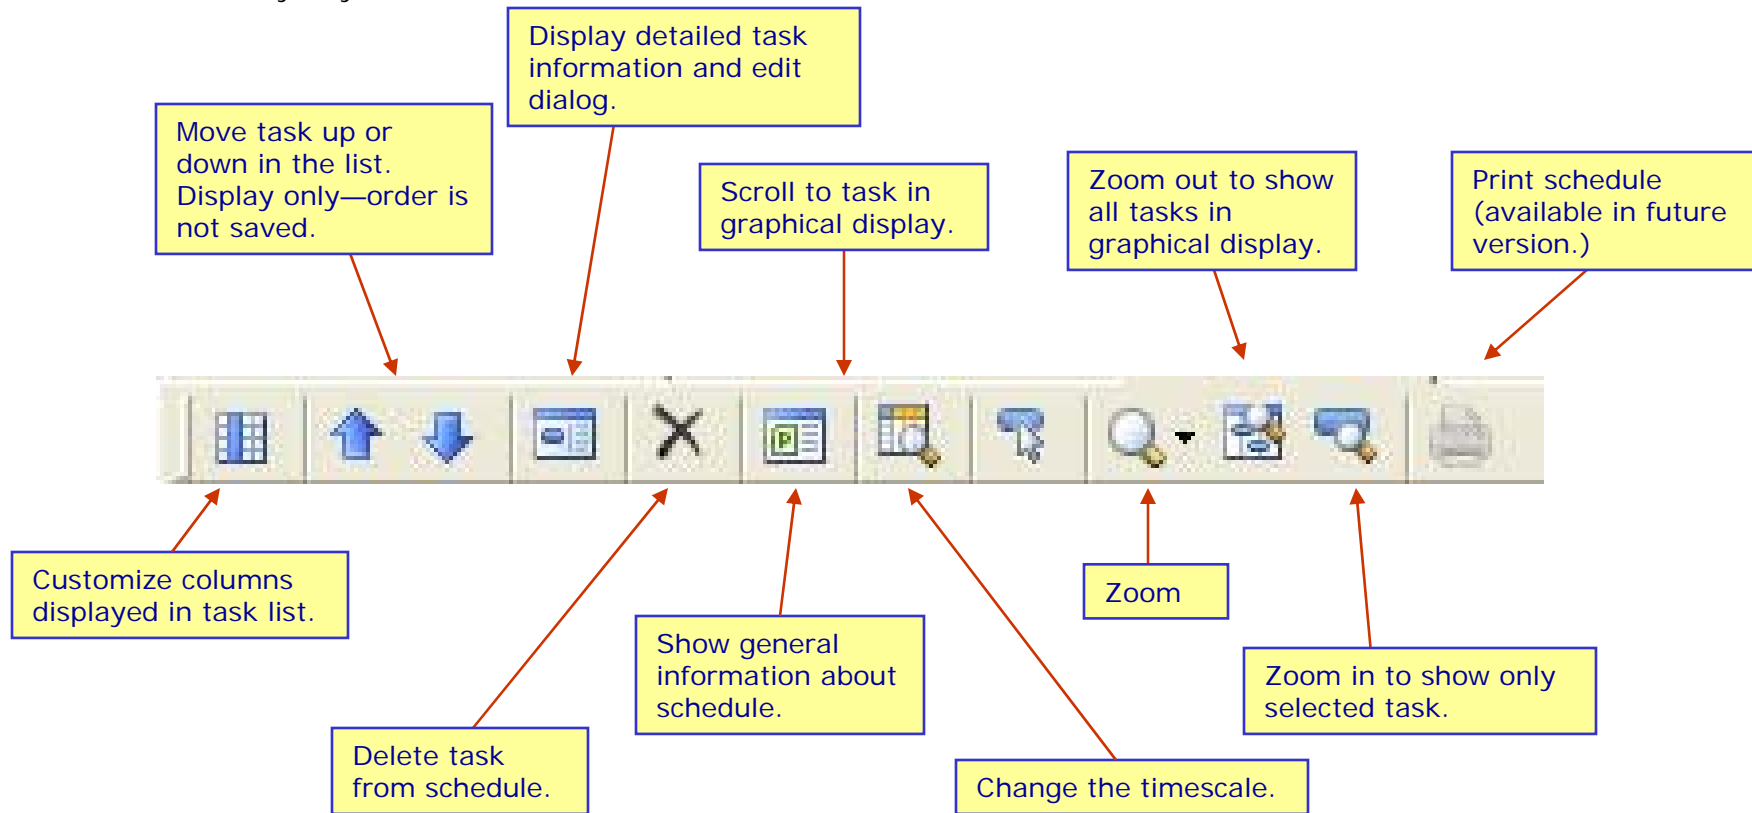 Display detailed task
information and edit
dialog.
Move task up or
down in the list.
Display only—order is
not saved.
Scroll to task in
graphical display.
Zoom out to show
all tasks in
graphical display.
Print schedule
(available in future
version.)
P
Customize columns
displayed in task list.
Zoom
Show general
information about
schedule.
Zoom in to show only
selected task.
Delete task
from schedule.
Change the timescale.